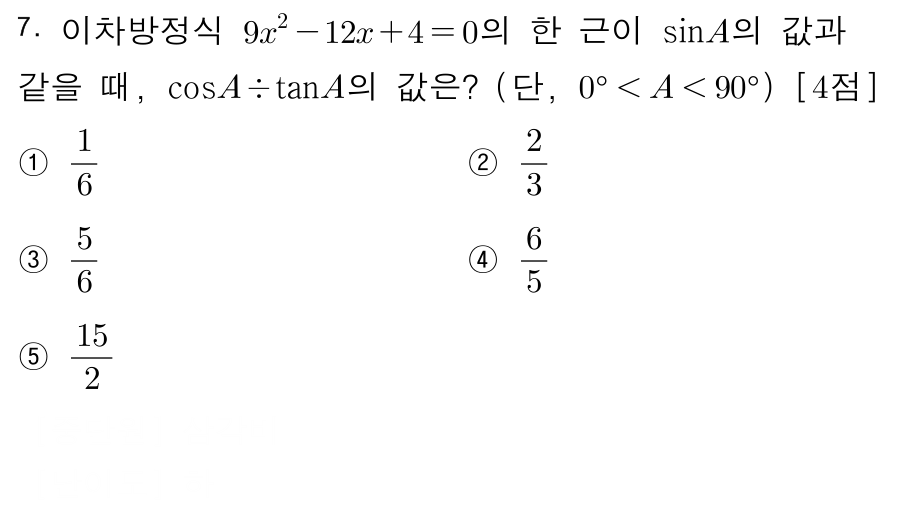 7. 이차방정식 9x² − 12x + 4 = 0의 한 근이 sinA의 값과
같을 때, cosA ÷ tanA의 값은? (단, 0° < A < 90°) [4점]
① 1/6 ② 2/3
③ 5/6 ④ 6/5
⑤ 15/2